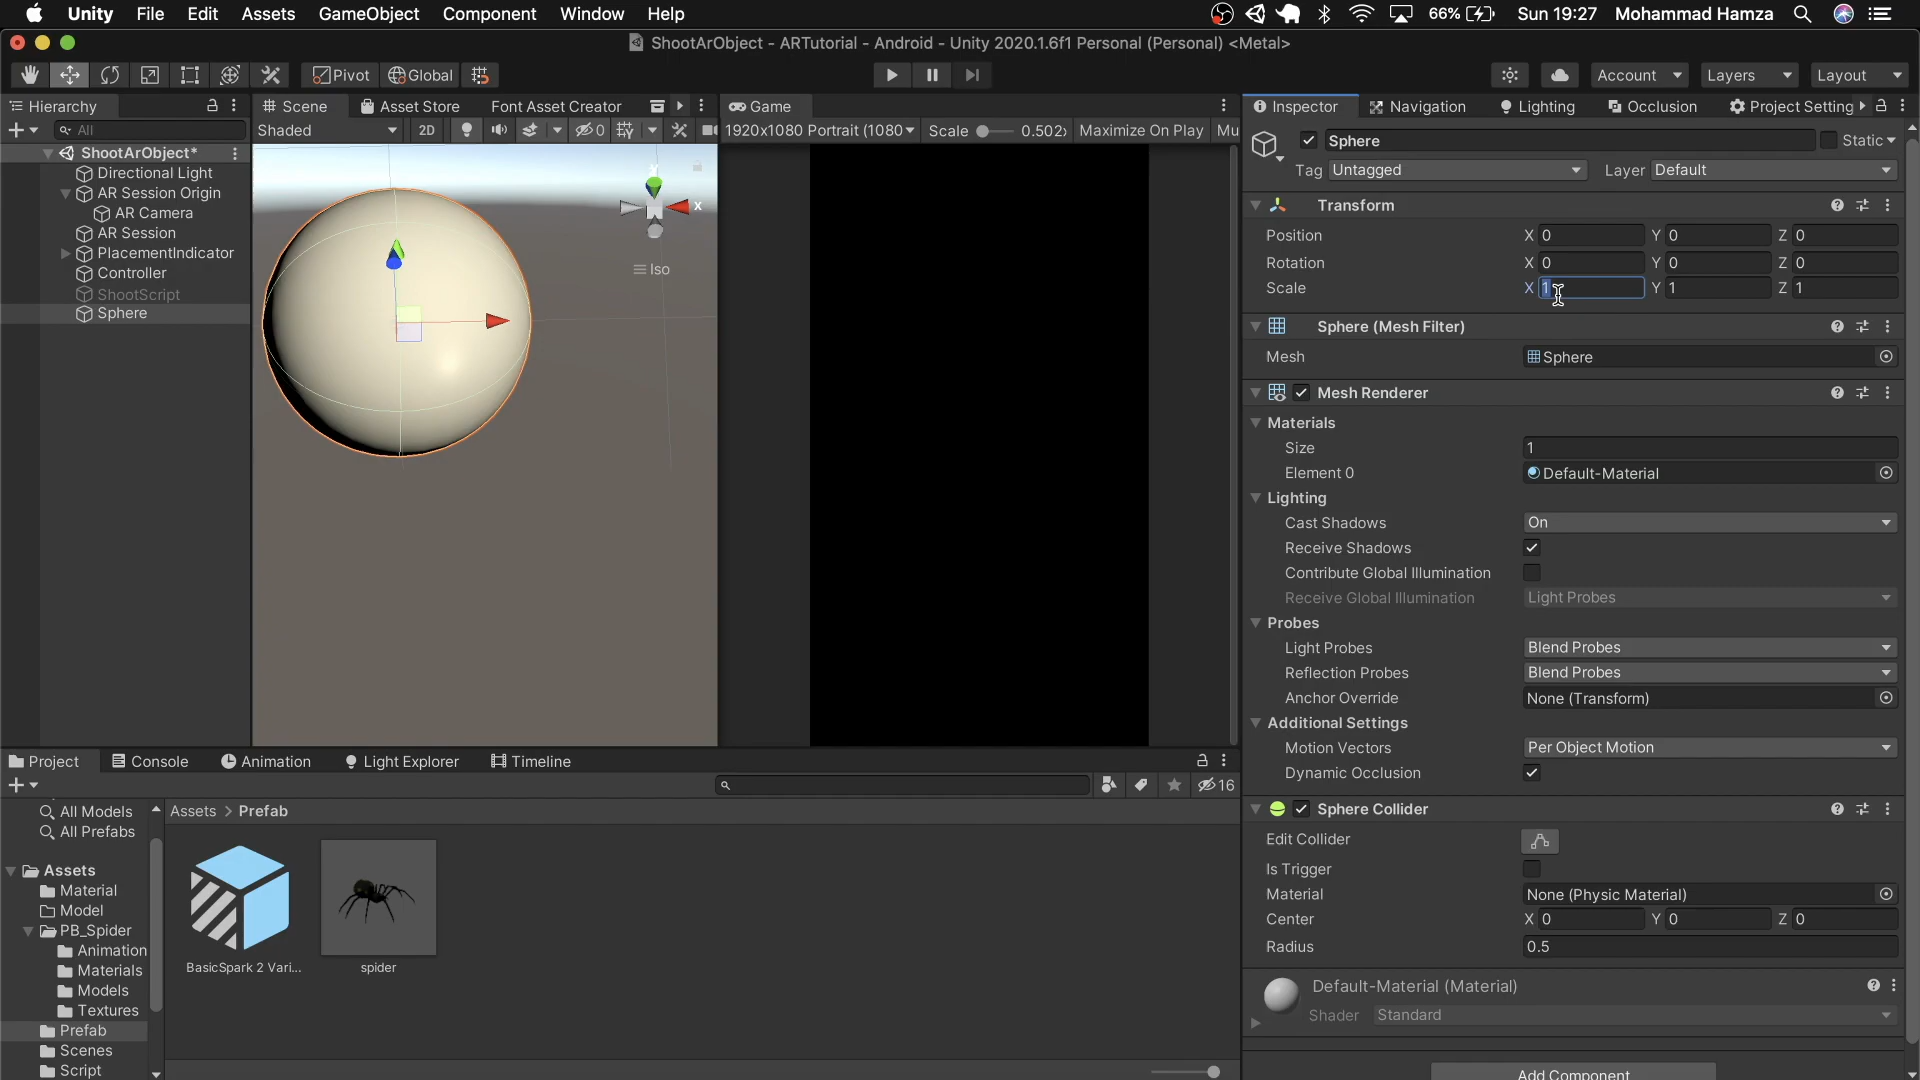 Unity File Edit Assets GameObject Component Window Help 66% Sun 19:27 Mohammad Hamza
ShootArObject - ARTutorial - Android - Unity 2020.1.6f1 Personal (Personal) <Metal>
Pivot Global Account Layers Layout
Hierarchy Scene Asset Store Font Asset Creator Game Inspector Navigation Lighting Occlusion Project Setting
All Shaded 2D 0 1920x1080 Portrait (1080 Scale 0.502x Maximize On Play Mu
Sphere Static
Tag Untagged Layer Default
ShootArObject*
Directional Light
AR Session Origin
AR Camera
AR Session
PlacementIndicator
Controller
ShootScript
Sphere
x
Iso
Transform
Position X 0 Y 0 Z 0
Rotation X 0 Y 0 Z 0
Scale X 1 Y 1 Z 1
Sphere (Mesh Filter)
Mesh Sphere
Mesh Renderer
Materials
Size 1
Element 0 Default-Material
Lighting
Cast Shadows On
Receive Shadows
Contribute Global Illumination
Receive Global Illumination Light Probes
Probes
Light Probes Blend Probes
Reflection Probes Blend Probes
Anchor Override None (Transform)
Additional Settings
Motion Vectors Per Object Motion
Dynamic Occlusion
Sphere Collider
Edit Collider
Is Trigger
Material None (Physic Material)
Center X 0 Y 0 Z 0
Radius 0.5
Default-Material (Material)
Shader Standard
Add Component
Project Console Animation Light Explorer Timeline
16
All Models
All Prefabs
Assets
Material
Model
PB_Spider
Animation
Materials
Models
Textures
Prefab
Scenes
Script
Assets > Prefab
BasicSpark 2 Vari... spider